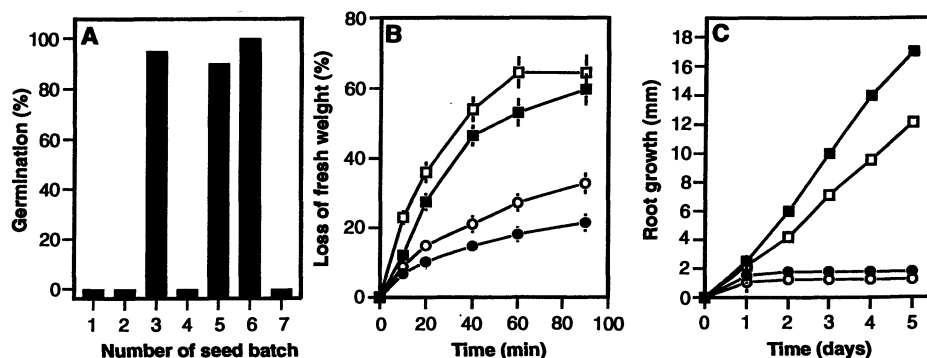 A
Germination (%)
100
20
40
60
80
0
1 2 3 4 5 6 7
Number of seed batch
B
Loss of fresh weight (%)
80
60
40
20
0
0 20 40 60 80 100
Time (min)
C
Root growth (mm)
18
16
14
12
10
8
6
4
2
0
0 1 2 3 4 5
Time (days)